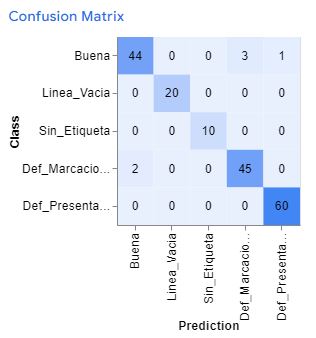 Confusion Matrix
Buena 44 0 0 3 1
Linea_Vacia 0 20 0 0 0
Sin_Etiqueta 0 0 10 0 0
Def_Marcacio... 2 0 0 45 0
Def_Presenta... 0 0 0 0 60
Class
Buena
Linea_Vacia
Sin_Etiqueta
Def_Marcacio...
Def_Presenta...
Prediction